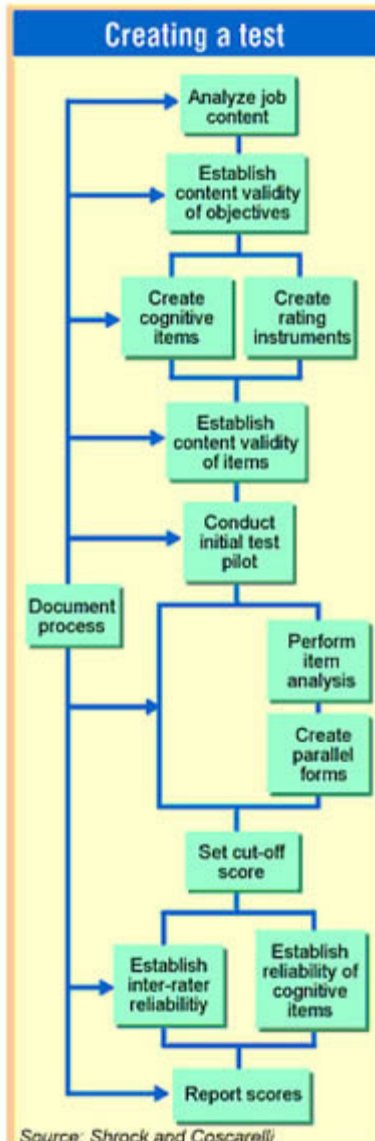 Creating a test
Analyze job
content
Establish
content validity
of objectives
Create
cognitive
items
Create
rating
instruments
Establish
content validity
of items
Conduct
initial test
pilot
Document
process
Perform
item
analysis
Create
parallel
forms
Set cut-off
score
Establish
inter-rater
reliabilitiy
Establish
reliability of
cognitive
items
Report scores
Source: Shrock and Coscarelli